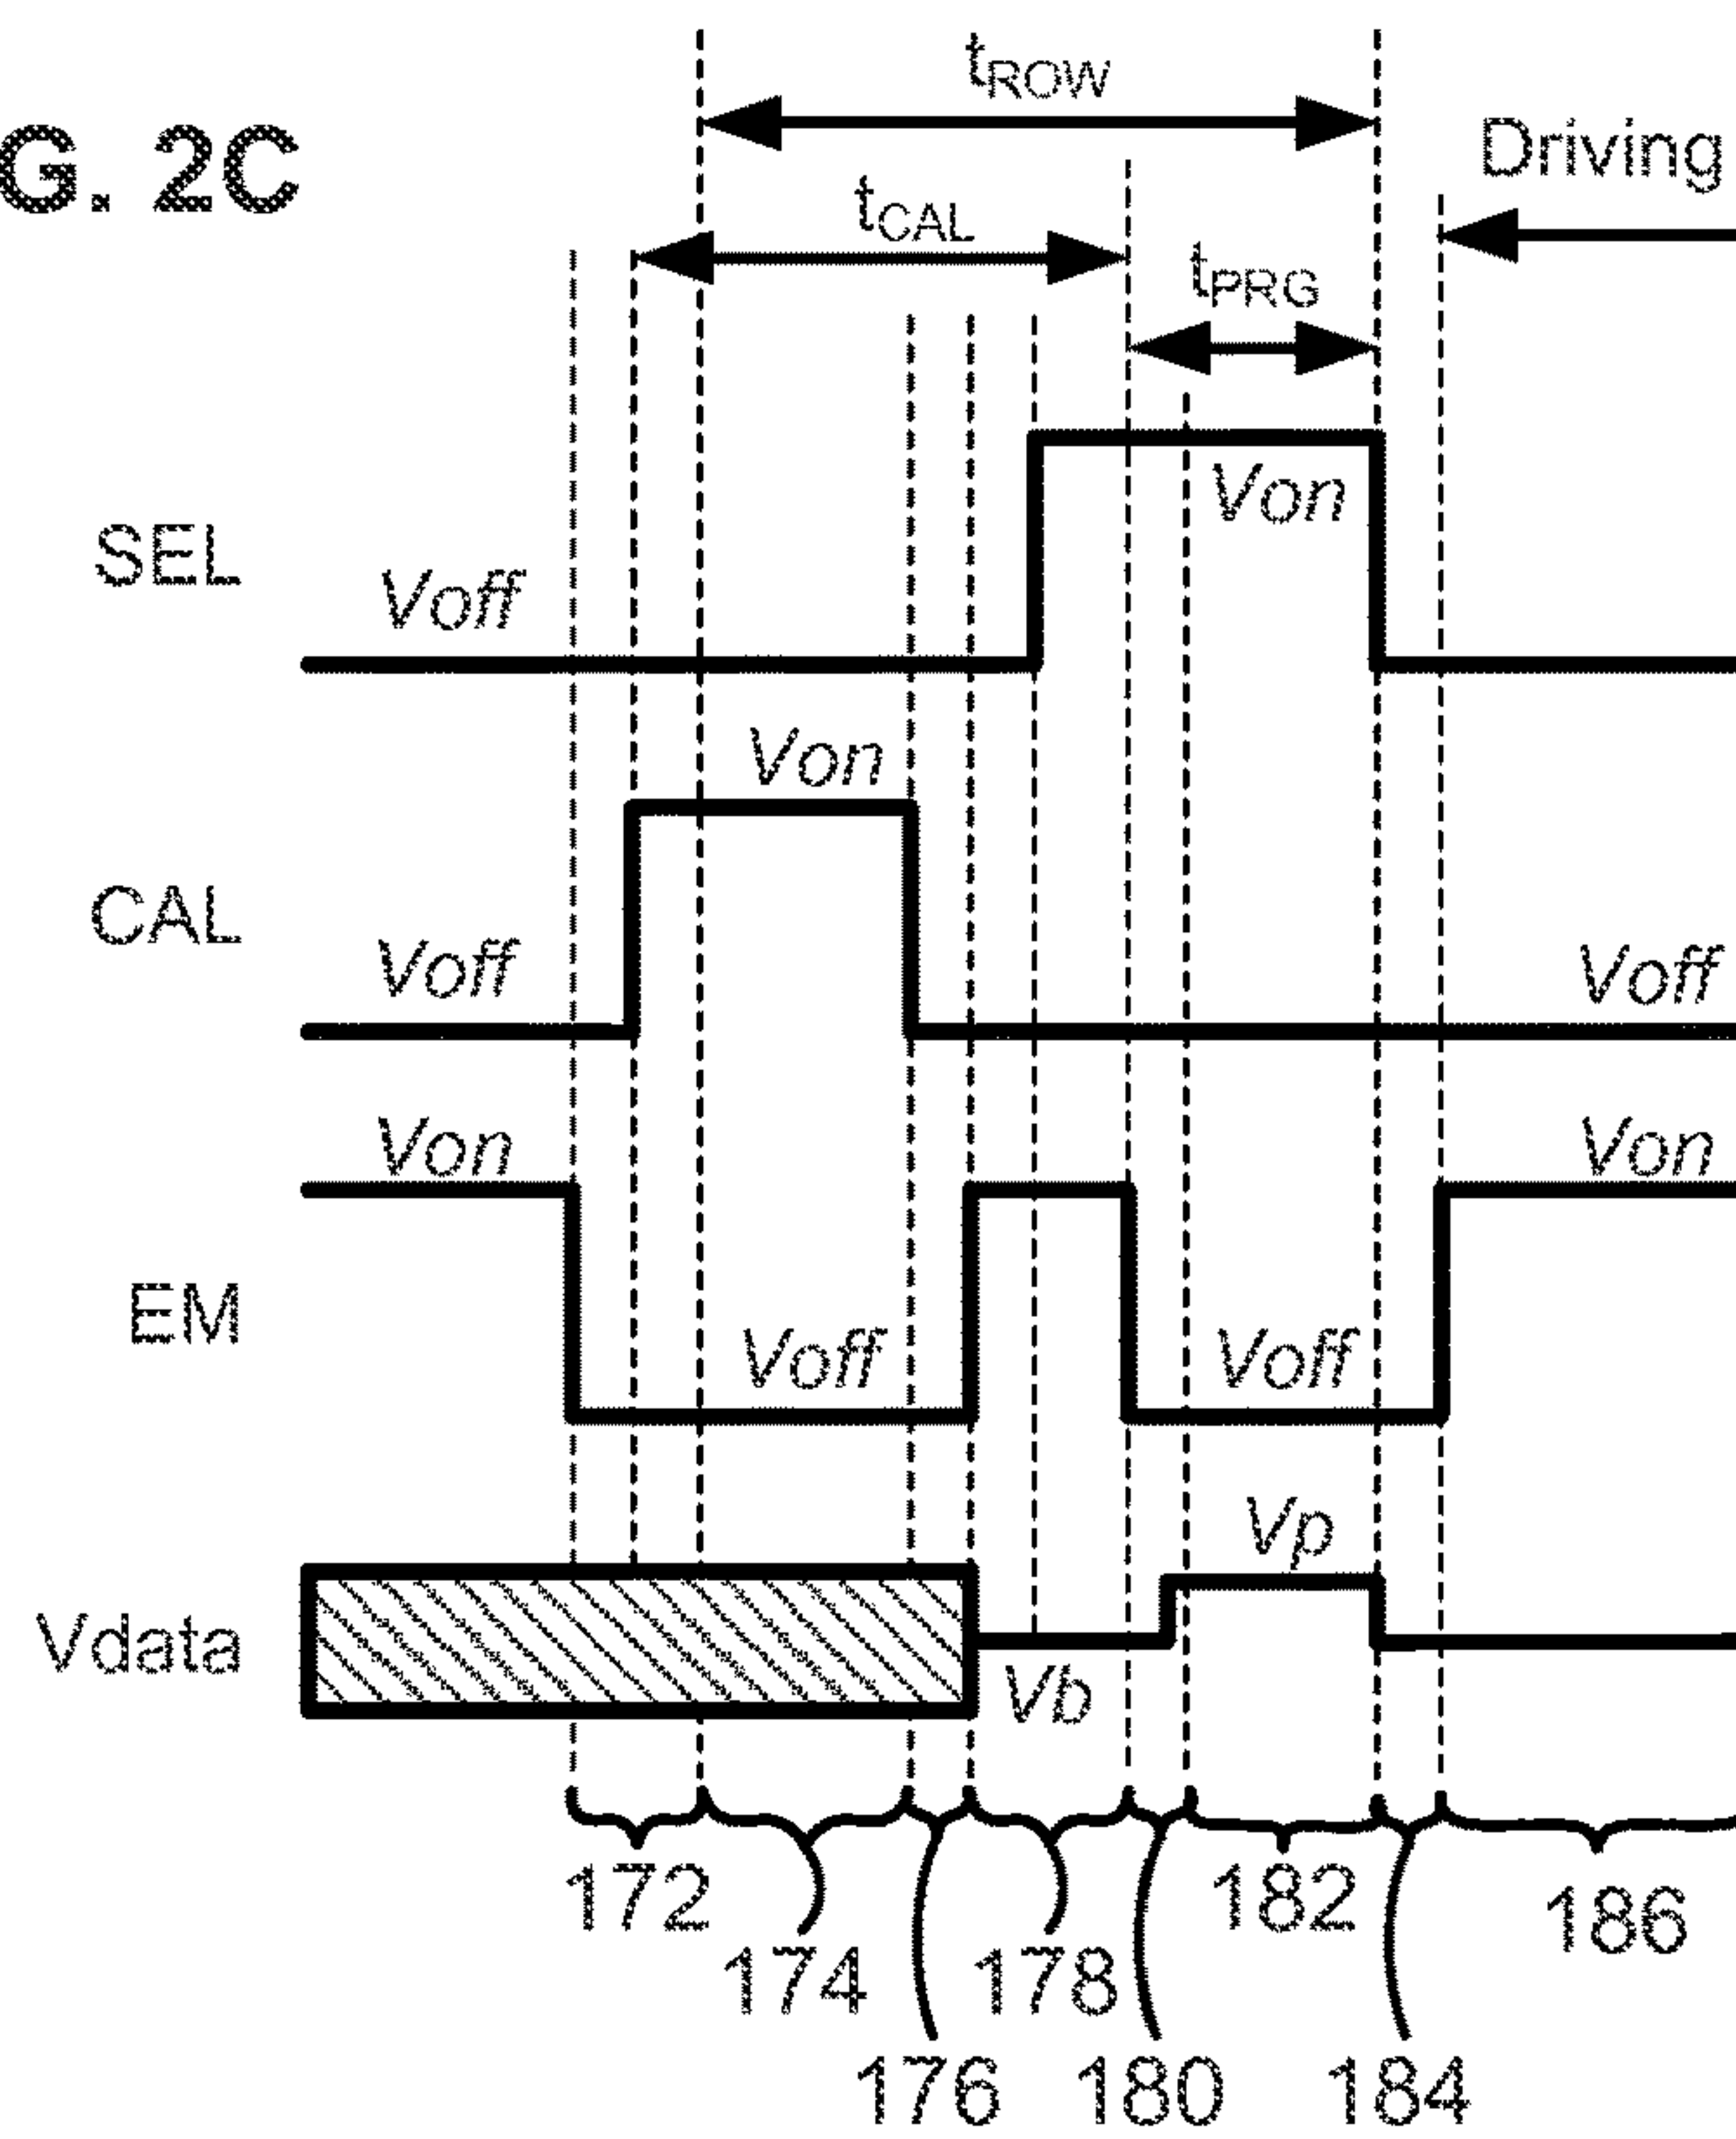 G. 2C
tROW
Driving
tCAL
tPRG
SEL
Voff
Von
CAL
Voff
Von
Voff
EM
Von
Voff
Voff
Von
Vdata
Vb
Vp
172
174
176
178
180
182
184
186